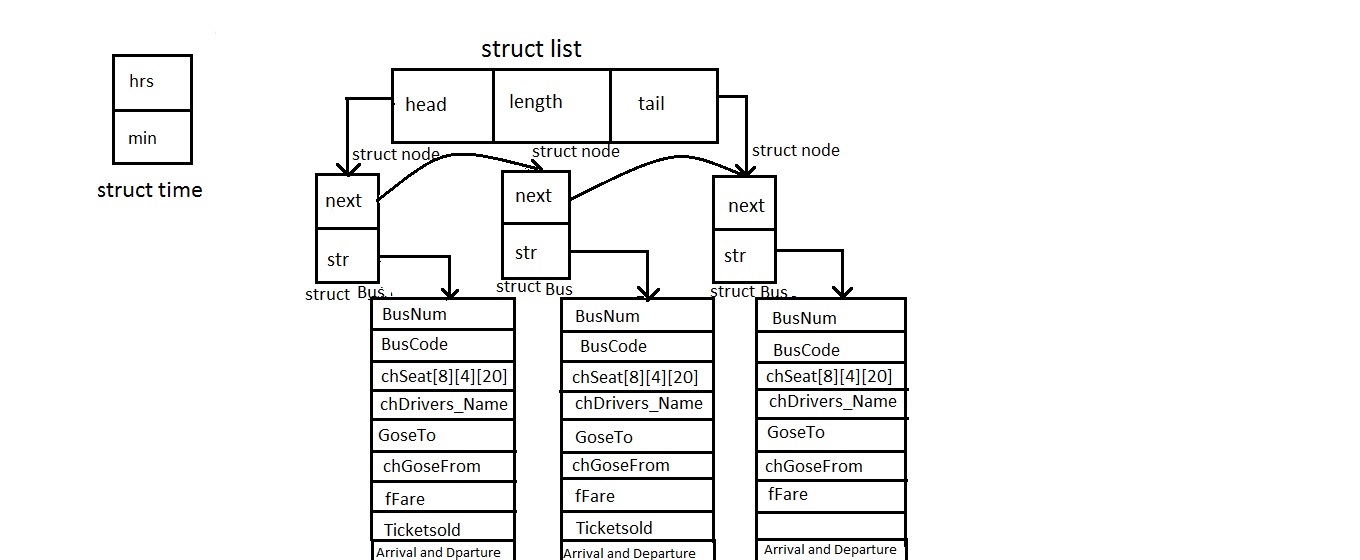 struct list
hrs
min
struct time
head
length
tail
struct node
struct node
struct node
next
str
next
str
next
str
struct Bus
struct Bus
struct Bus
BusNum
BusCode
chSeat[8][4][20]
chDrivers_Name
GoseTo
chGoseFrom
fFare
Ticketsold
Arrival and Dparture
BusNum
BusCode
chSeat[8][4][20]
chDrivers_Name
GoseTo
chGoseFrom
fFare
Ticketsold
Arrival and Departure
BusNum
BusCode
chSeat[8][4][20]
chDrivers_Name
GoseTo
chGoseFrom
fFare
Arrival and Departure